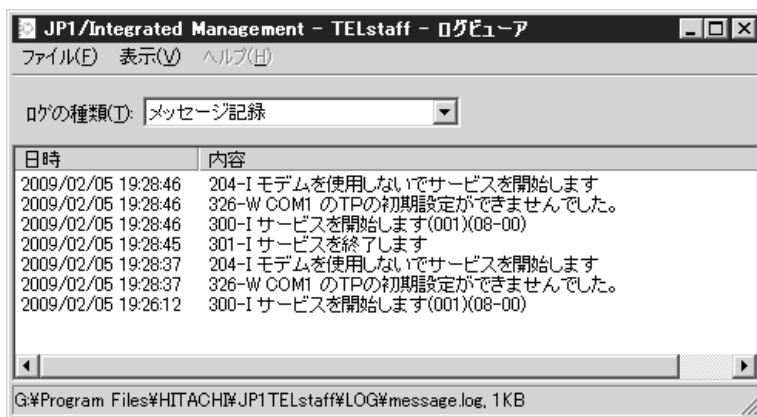 JP1/Integrated Management - TELstaff - ログビューア
ファイル(F) 表示(V) ヘルプ(H)
ログの種類(T): メッセージ記録
日時 内容
2009/02/05 19:28:46 204-I モデムを使用しないでサービスを開始します
2009/02/05 19:28:46 326-W COM1 のTPの初期設定ができませんでした。
2009/02/05 19:28:46 300-I サービスを開始します(001)(08-00)
2009/02/05 19:28:45 301-I サービスを終了します
2009/02/05 19:28:37 204-I モデムを使用しないでサービスを開始します
2009/02/05 19:28:37 326-W COM1 のTPの初期設定ができませんでした。
2009/02/05 19:26:12 300-I サービスを開始します(001)(08-00)
G:¥Program Files¥HITACHI¥JP1TELstaff¥LOG¥message.log, 1KB